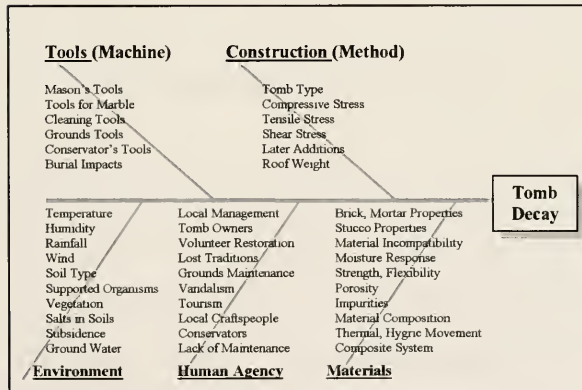 Tools (Machine)
Mason's Tools
Tools for Marble
Cleaning Tools
Grounds Tools
Conservator's Tools
Burial Impacts
Construction (Method)
Tomb Type
Compressive Stress
Tensile Stress
Shear Stress
Later Additions
Roof Weight
Tomb
Decay
Temperature
Humidity
Rainfall
Wind
Soil Type
Supported Organisms
Vegetation
Salts in Soils
Subsidence
Ground Water
Environment
Local Management
Tomb Owners
Volunteer Restoration
Lost Traditions
Grounds Maintenance
Vandalism
Tourism
Local Craftspeople
Conservators
Lack of Maintenance
Human Agency
Brick, Mortar Properties
Stucco Properties
Material Incompatibility
Moisture Response
Strength, Flexibility
Porosity
Impurities
Material Composition
Thermal, Hygric Movement
Composite System
Materials